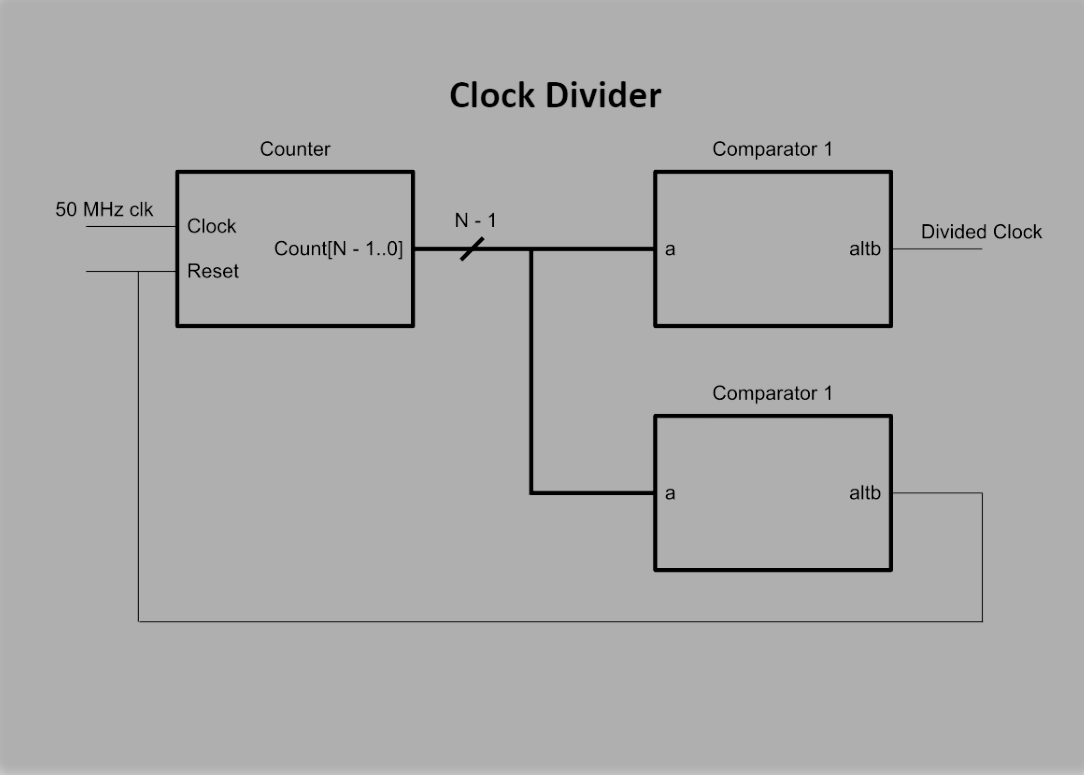 Clock Divider
Counter
Comparator 1
50 MHz clk
Clock
Reset
Count[N - 1..0]
N - 1
a
altb
Divided Clock
Comparator 1
a
altb